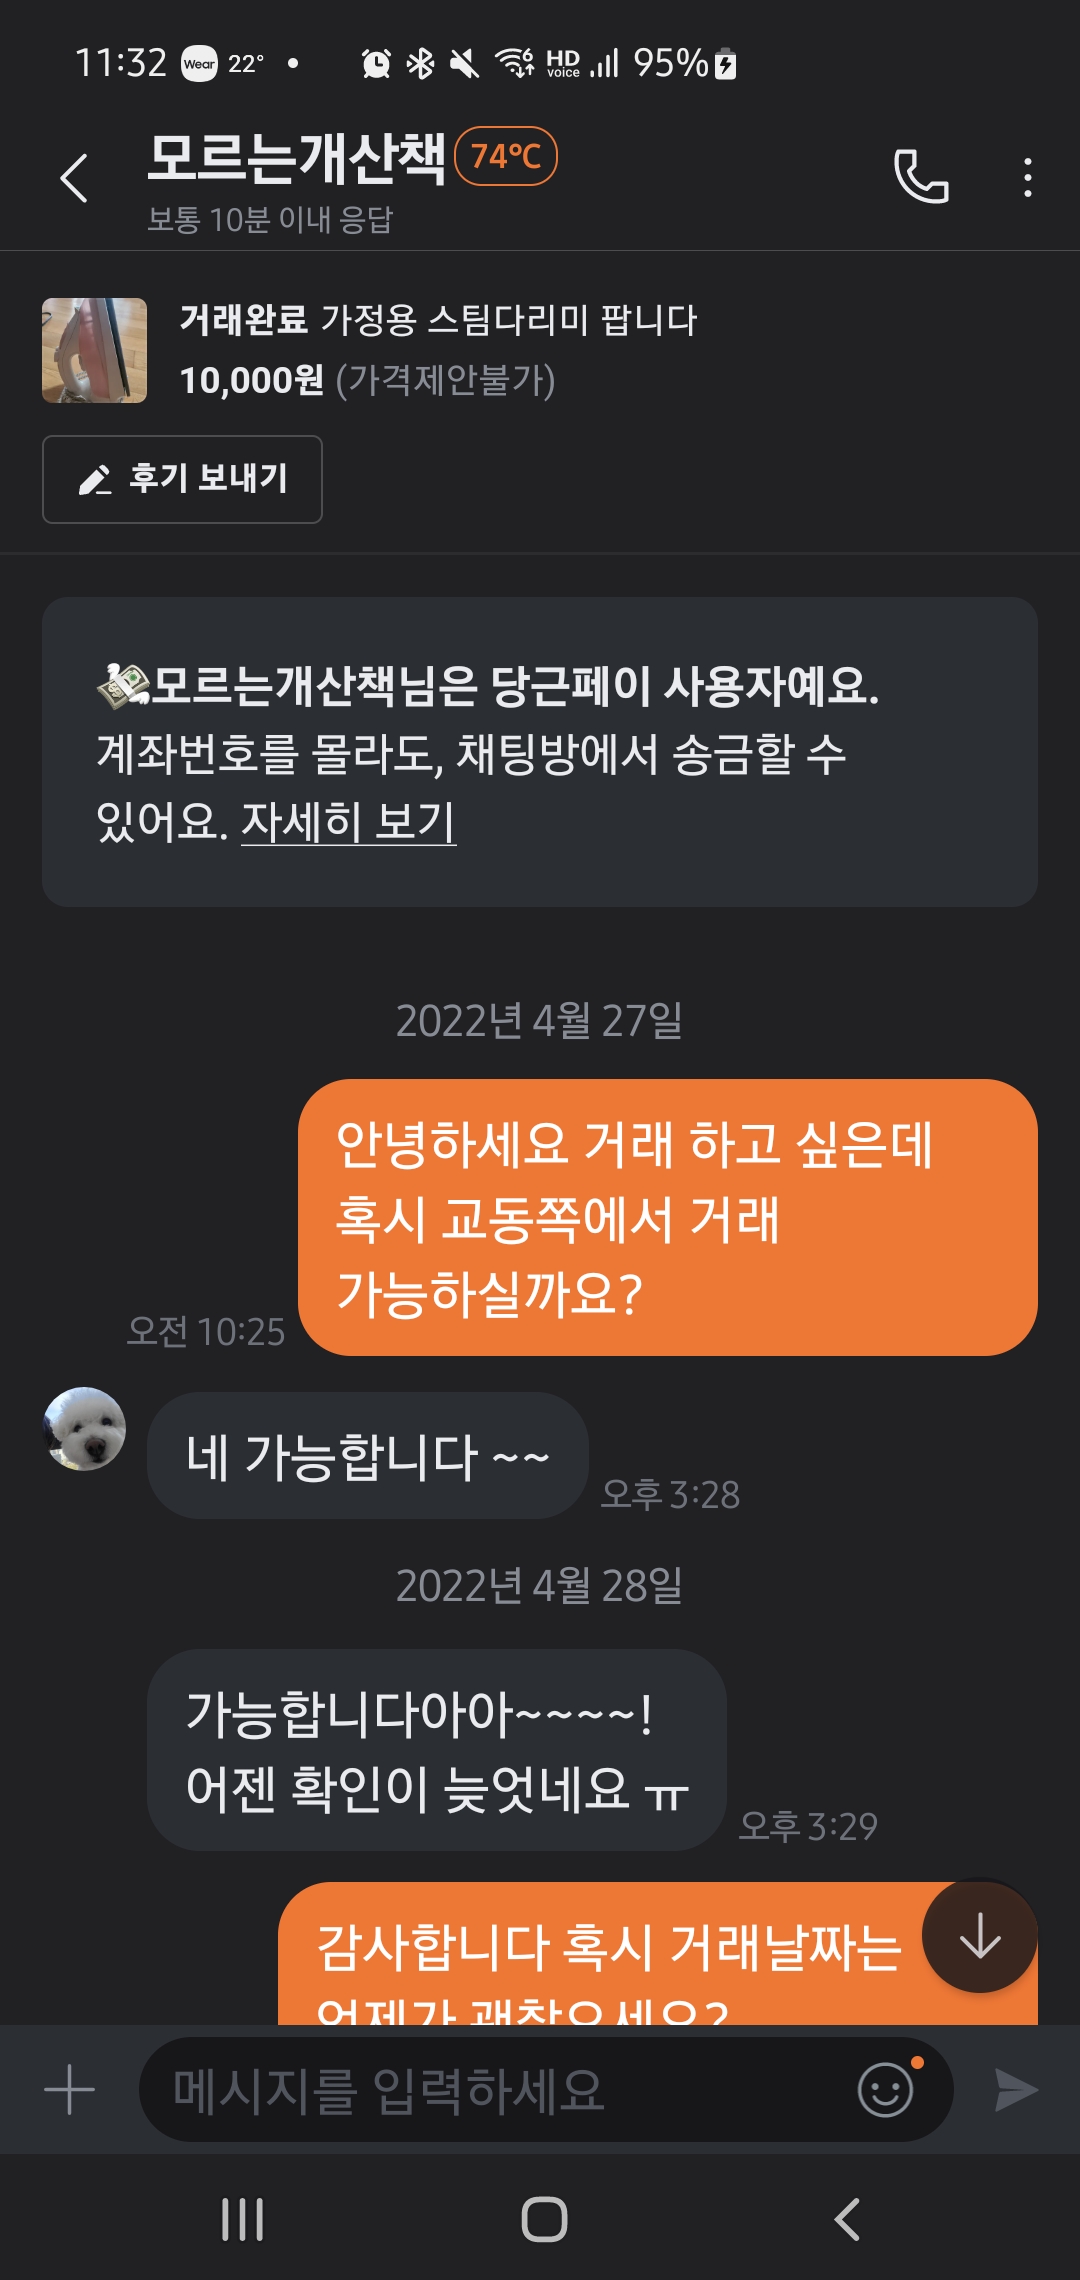 11:32 Wear 22° • HD voice 95%
모르는개산책 74℃
보통 10분 이내 응답
거래완료 가정용 스팀다리미 팝니다
10,000원 (가격제안불가)
후기 보내기
💸모르는개산책님은 당근페이 사용자예요.
계좌번호를 몰라도, 채팅방에서 송금할 수
있어요. 자세히 보기
2022년 4월 27일
안녕하세요 거래 하고 싶은데
혹시 교동쪽에서 거래
가능하실까요?
오전 10:25
네 가능합니다 ~~
오후 3:28
2022년 4월 28일
가능합니다아아~~~~!
어젠 확인이 늦엇네요 ㅠ
오후 3:29
감사합니다 혹시 거래날짜는
언제가 괜찮으세요?
메시지를 입력하세요